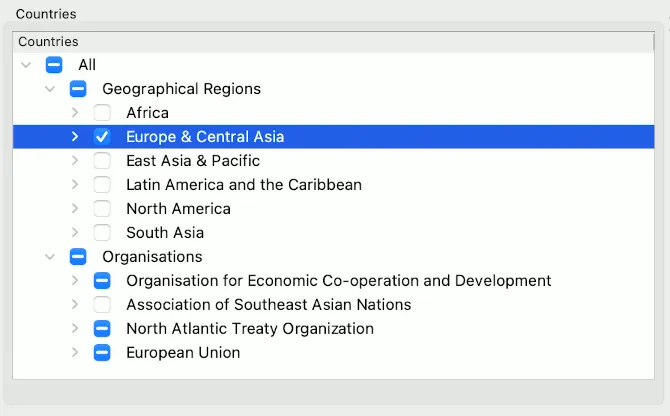 Countries
Countries
All
Geographical Regions
Africa
Europe & Central Asia
East Asia & Pacific
Latin America and the Caribbean
North America
South Asia
Organisations
Organisation for Economic Co-operation and Development
Association of Southeast Asian Nations
North Atlantic Treaty Organization
European Union